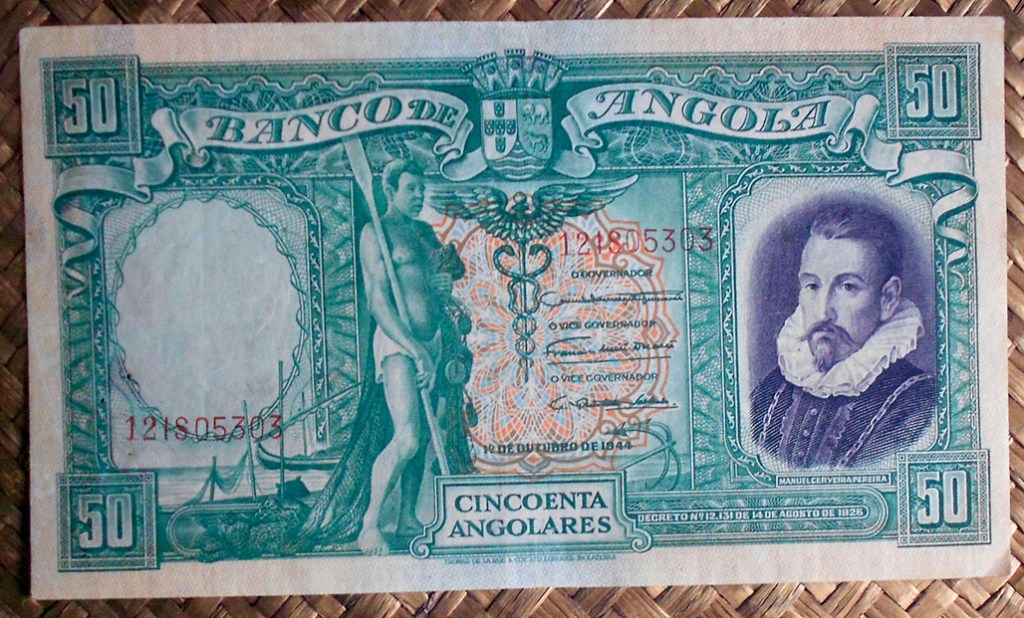 50
50
BANCO DE ANGOLA
121805303
O GOVERNADOR
O VICE GOVERNADOR
O VICE GOVERNADOR
121805303
1º DE OUTUBRO DE 1944
MANUEL CERVEIRA PEREIRA
50
50
CINCOENTA
ANGOLARES
DECRETO Nº 12.131 DE 14 DE AGOSTO DE 1926